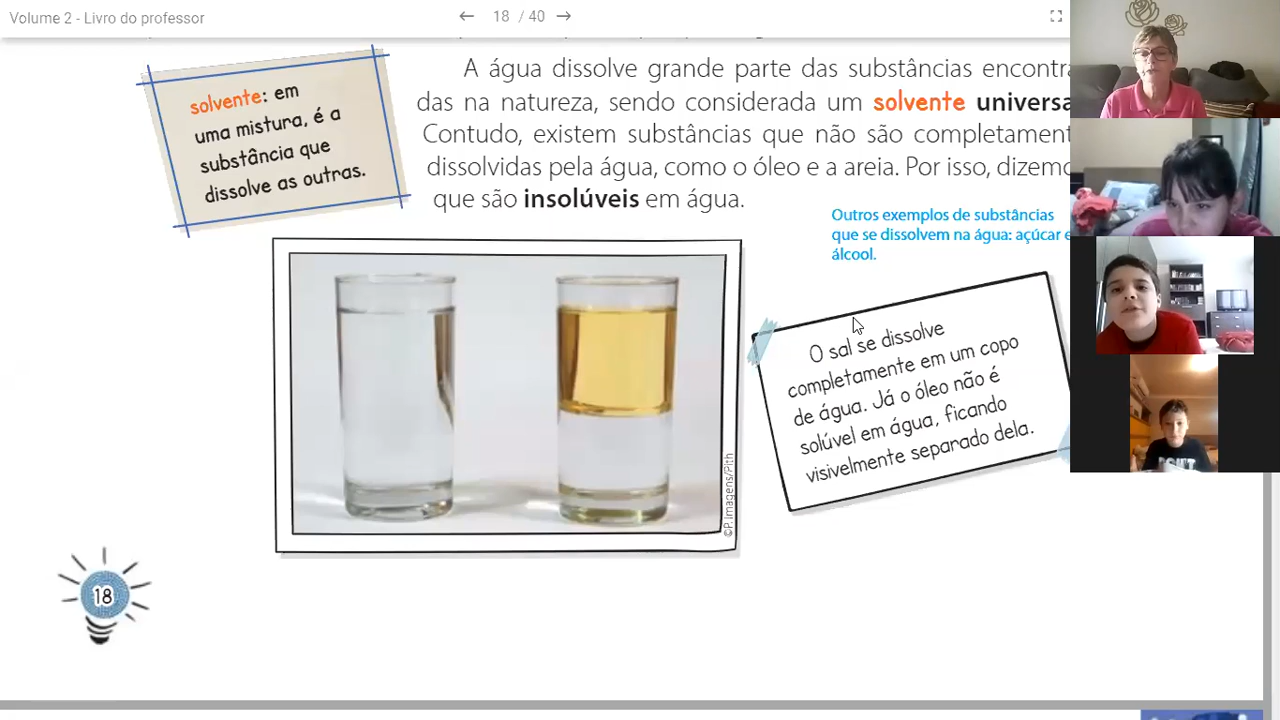 Volume 2 - Livro do professor
18 / 40
solvente: em
uma mistura, é a
substância que
dissolve as outras.
A água dissolve grande parte das substâncias encontra
das na natureza, sendo considerada um solvente universa
Contudo, existem substâncias que não são completament
dissolvidas pela água, como o óleo e a areia. Por isso, dizemo
que são insolúveis em água.
Outros exemplos de substâncias
que se dissolvem na água: açúcar e
álcool.
O sal se dissolve
completamente em um copo
de água. Já o óleo não é
solúvel em água, ficando
visivelmente separado dela.
©P. Imagens/Pith
18